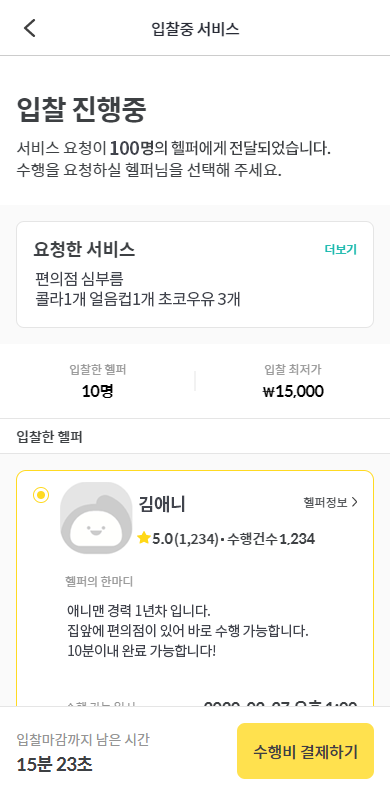 입찰중 서비스
입찰 진행중
서비스 요청이 100명의 헬퍼에게 전달되었습니다.
수행을 요청하실 헬퍼님을 선택해 주세요.
요청한 서비스 더보기
편의점 심부름
콜라1개 얼음컵1개 초코우유 3개
입찰한 헬퍼 입찰 최저가
10명 ₩15,000
입찰한 헬퍼
김애니 헬퍼정보 >
5.0 (1,234) • 수행건수 1,234
헬퍼의 한마디
애니맨 경력 1년차 입니다.
집앞에 편의점이 있어 바로 수행 가능합니다.
10분이내 완료 가능합니다!
입찰마감까지 남은 시간
15분 23초
수행비 결제하기